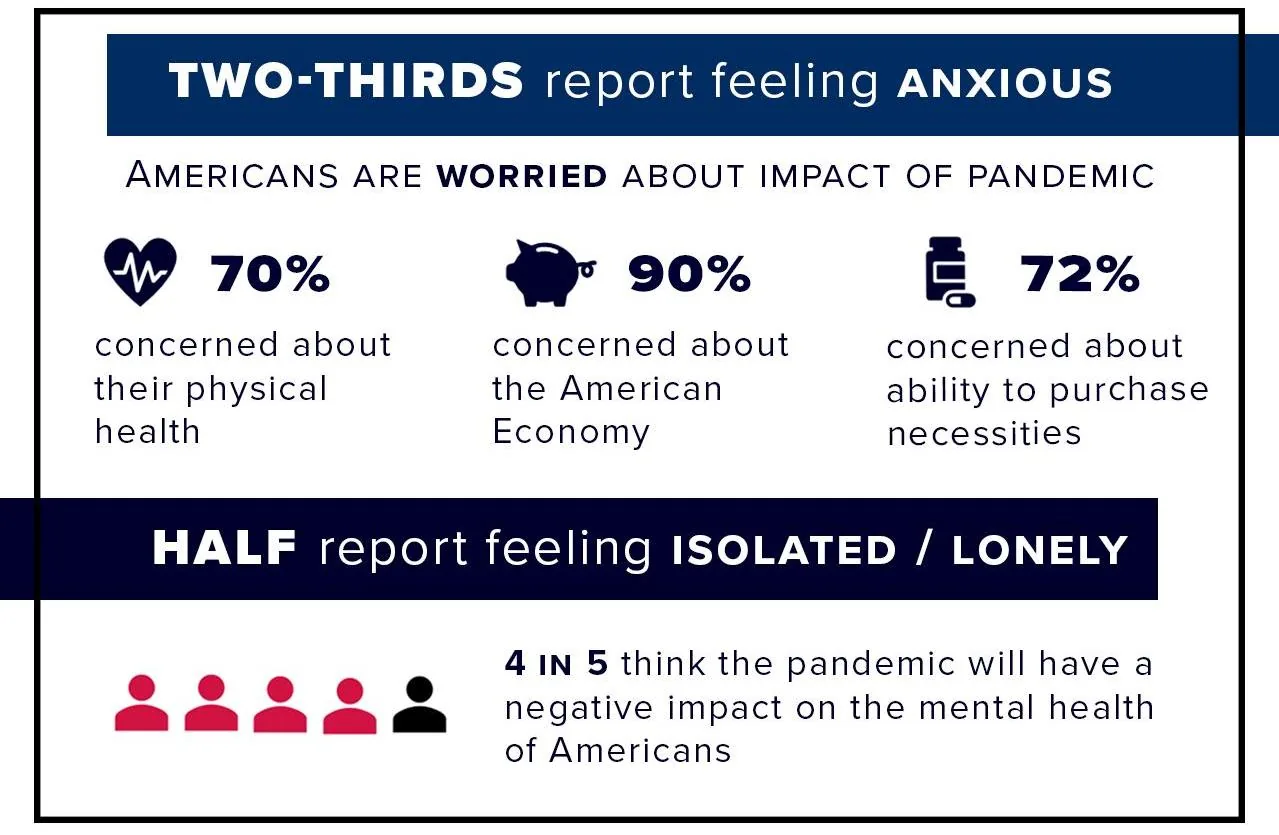 TWO-THIRDS report feeling ANXIOUS
AMERICANS ARE WORRIED ABOUT IMPACT OF PANDEMIC
70%
concerned about
their physical
health
90%
concerned about
the American
Economy
72%
concerned about
ability to purchase
necessities
HALF report feeling ISOLATED / LONELY
4 IN 5 think the pandemic will have a
negative impact on the mental health
of Americans